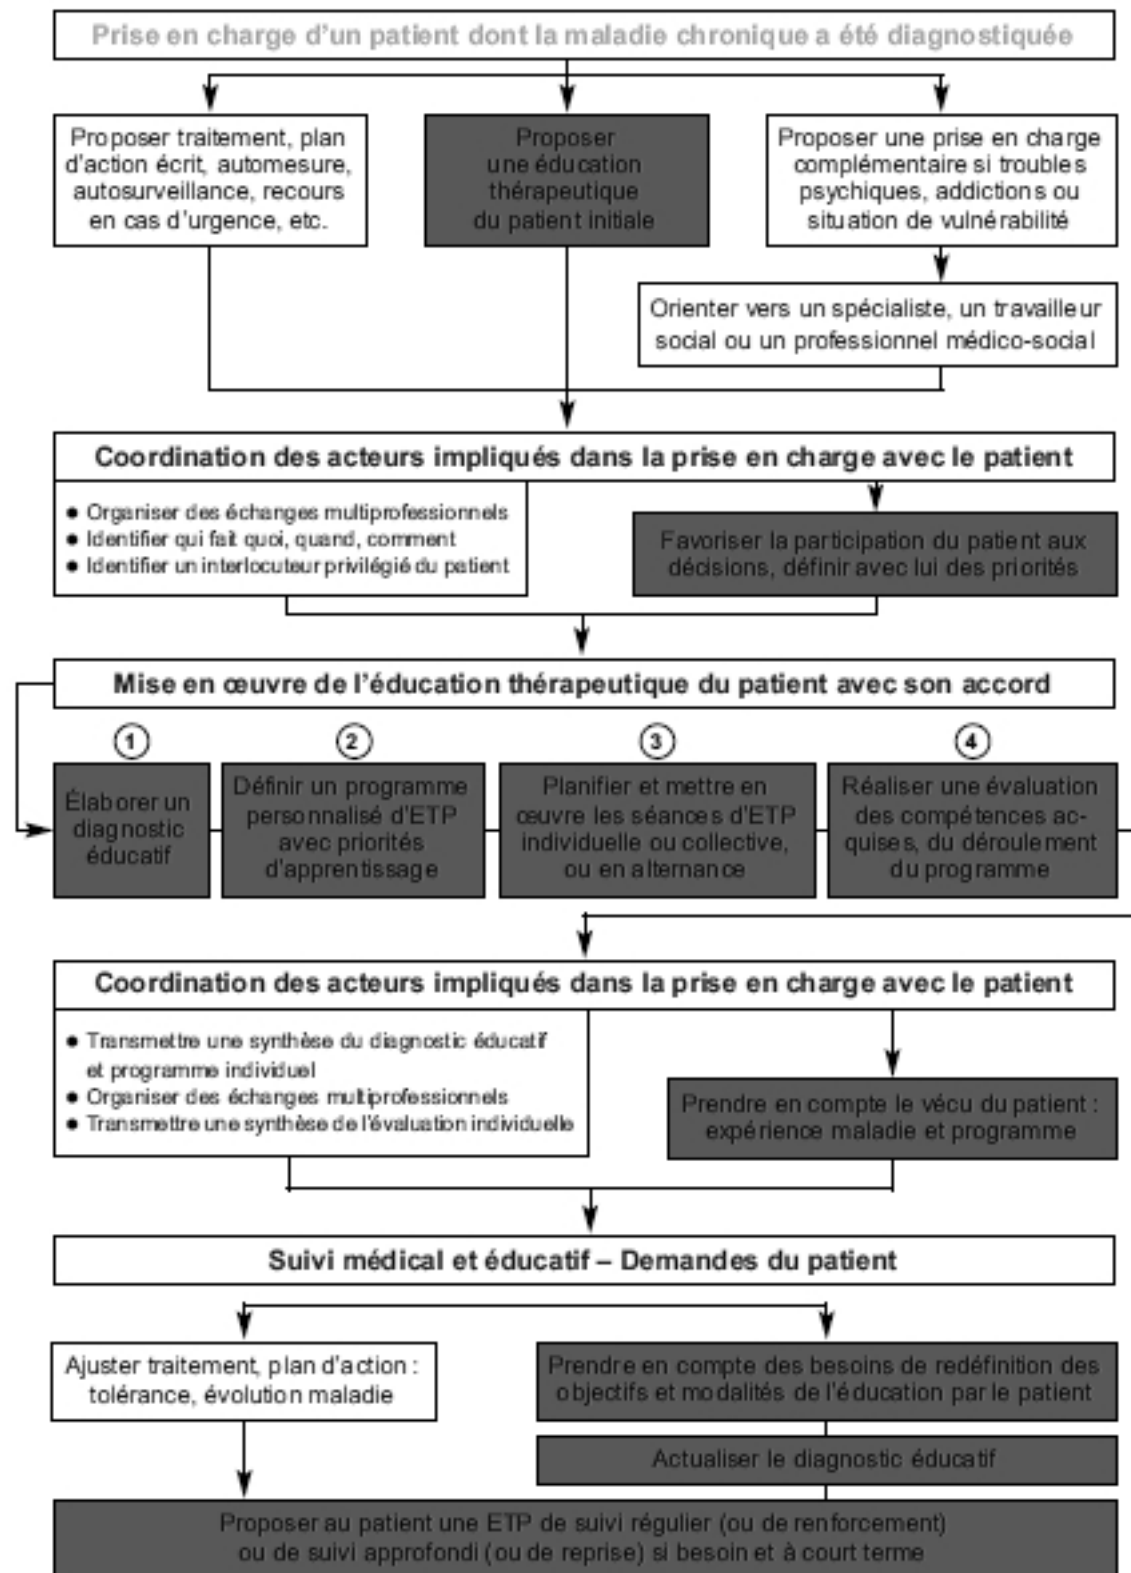 Prise en charge d'un patient dont la maladie chronique a été diagnostiquée
Proposer traitement, plan
d'action écrit, automesure,
autosurveillance, recours
en cas d'urgence, etc.
Proposer
une éducation
thérapeutique
du patient initiale
Proposer une prise en charge
complémentaire si troubles
psychiques, addictions ou
situation de vulnérabilité
Orienter vers un spécialiste, un travailleur
social ou un professionnel médico-social
Coordination des acteurs impliqués dans la prise en charge avec le patient
● Organiser des échanges multiprofessionnels
● Identifier qui fait quoi, quand, comment
● Identifier un interlocuteur privilégié du patient
Favoriser la participation du patient aux
décisions, définir avec lui des priorités
Mise en œuvre de l'éducation thérapeutique du patient avec son accord
1
Élaborer un
diagnostic
éducatif
2
Définir un programme
personnalisé d'ETP
avec priorités
d'apprentissage
3
Planifier et mettre en
œuvre les séances d'ETP
individuelle ou collective,
ou en alternance
4
Réaliser une évaluation
des compétences ac-
quises, du déroulement
du programme
Coordination des acteurs impliqués dans la prise en charge avec le patient
● Transmettre une synthèse du diagnostic éducatif
et programme individuel
● Organiser des échanges multiprofessionnels
● Transmettre une synthèse de l'évaluation individuelle
Prendre en compte le vécu du patient :
expérience maladie et programme
Suivi médical et éducatif – Demandes du patient
Ajuster traitement, plan d'action :
tolérance, évolution maladie
Prendre en compte des besoins de redéfinition des
objectifs et modalités de l'éducation par le patient
Actualiser le diagnostic éducatif
Proposer au patient une ETP de suivi régulier (ou de renforcement)
ou de suivi approfondi (ou de reprise) si besoin et à court terme